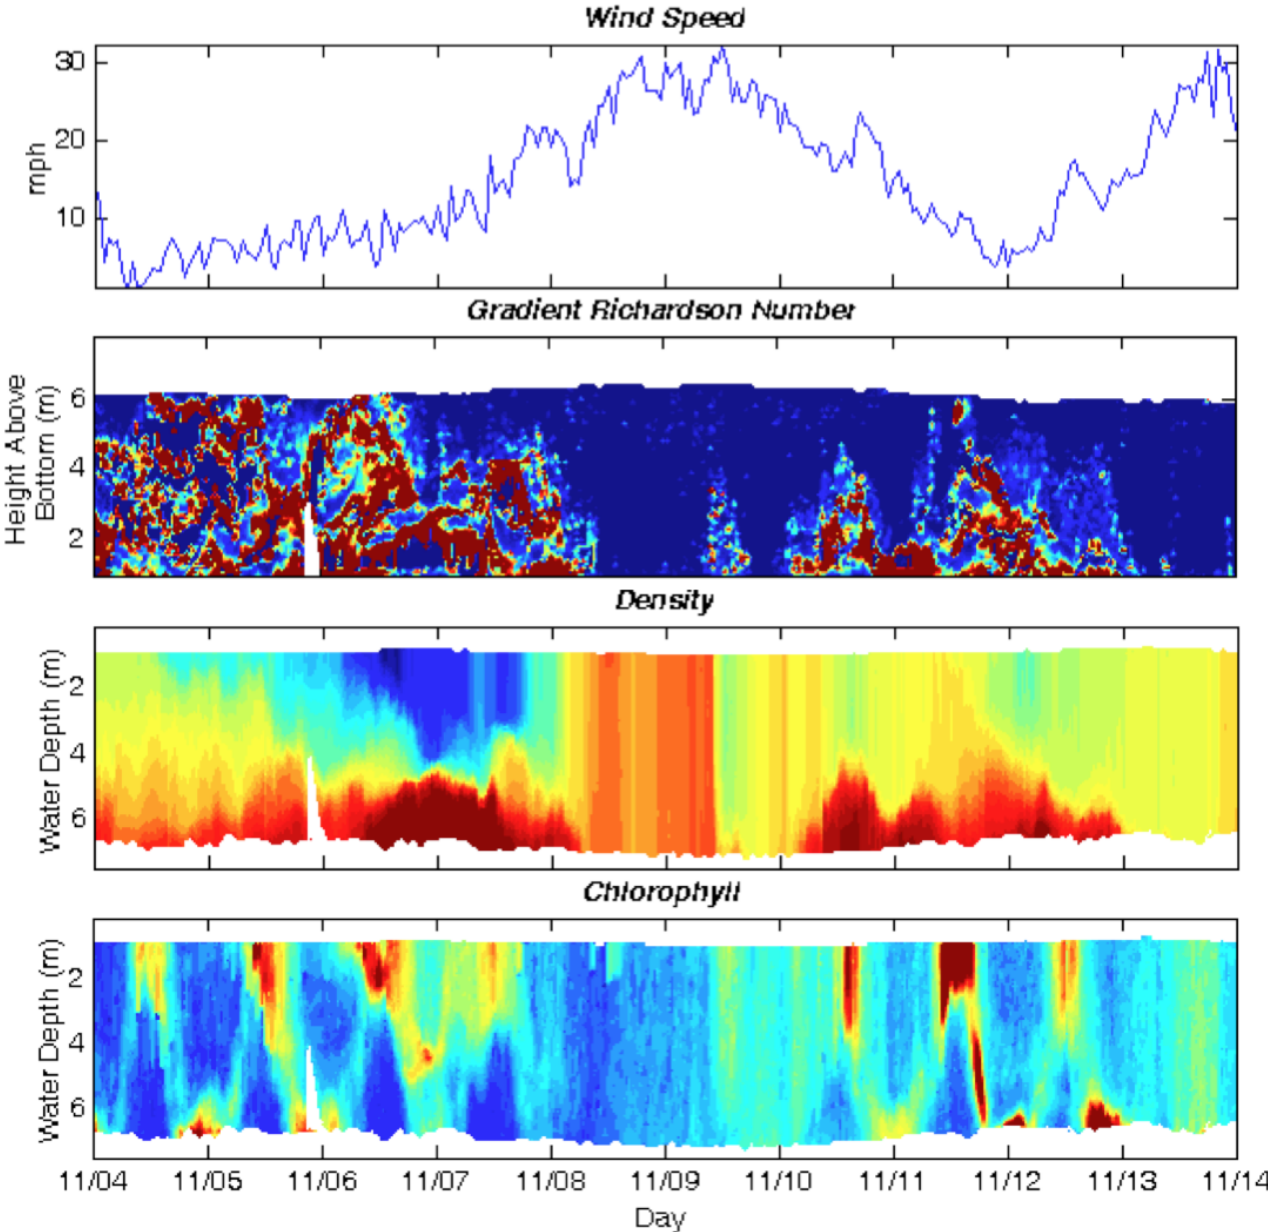 Wind Speed
30
20
10
mph
Gradient Richardson Number
6
4
2
Height Above
Bottom (m)
Density
2
4
6
Water Depth (m)
Chlorophyll
2
4
6
Water Depth (m)
11/04 11/05 11/06 11/07 11/08 11/09 11/10 11/11 11/12 11/13 11/14
Day